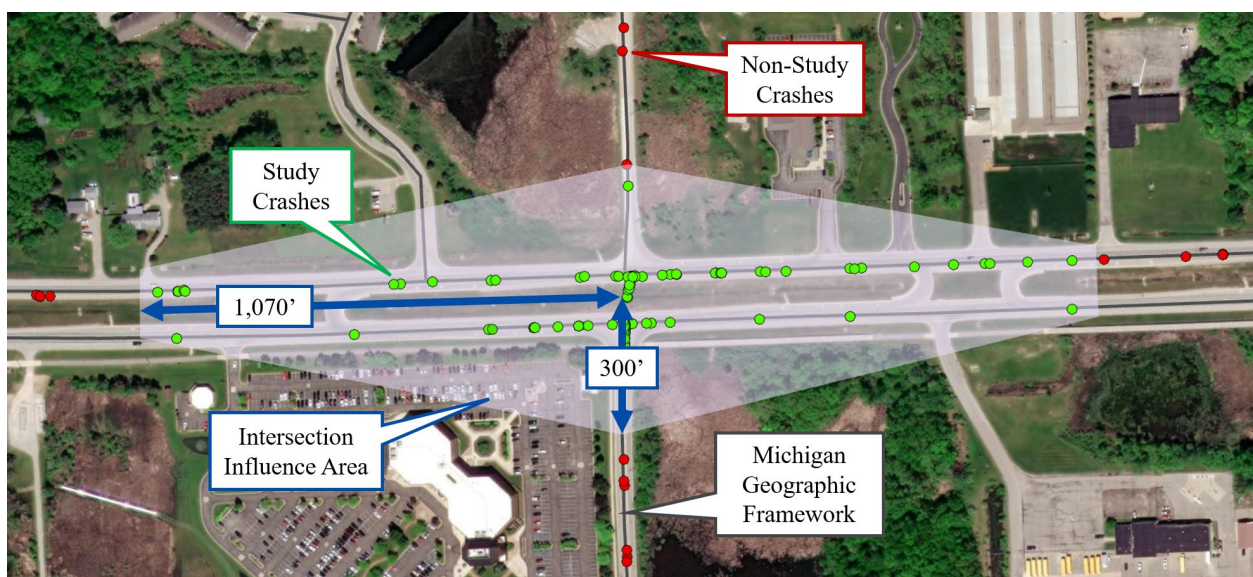 Non-Study
Crashes
Study
Crashes
1,070’
300’
Intersection
Influence Area
Michigan
Geographic
Framework